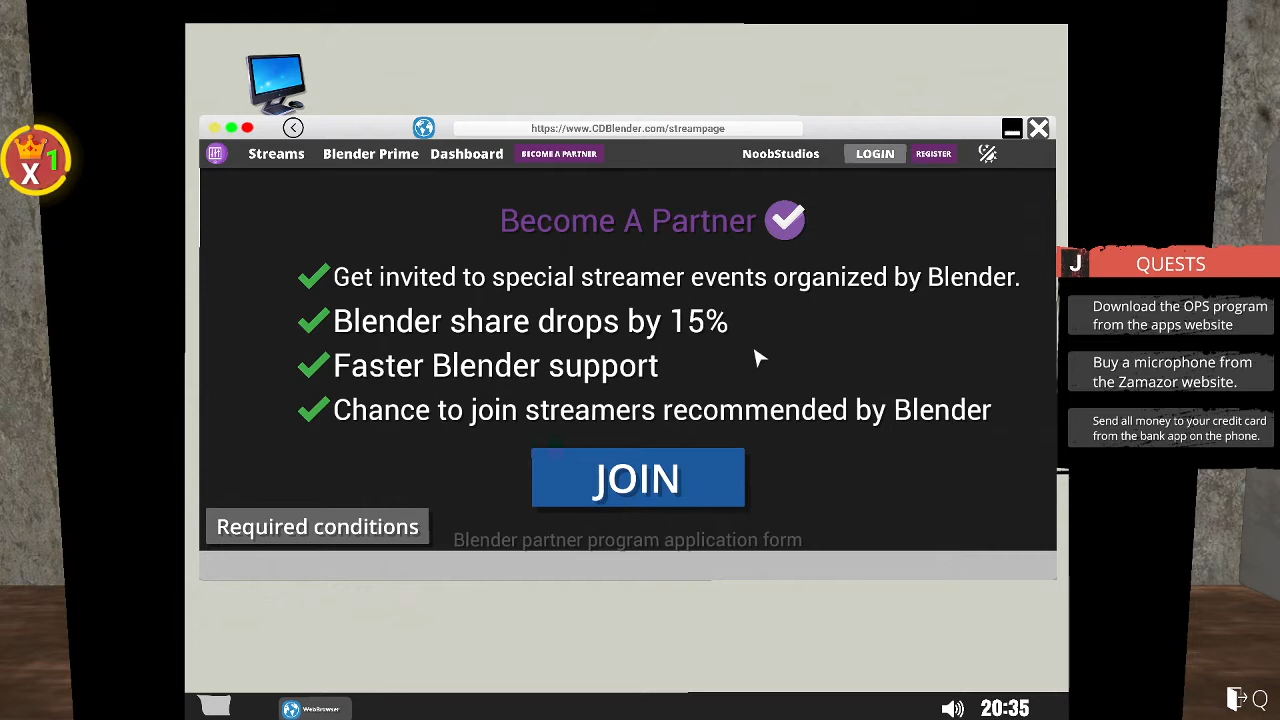 https://www.CDBlender.com/streampage
Streams Blender Prime Dashboard BECOME A PARTNER NoobStudios LOGIN REGISTER
X 1
Become A Partner
Get invited to special streamer events organized by Blender.
Blender share drops by 15%
Faster Blender support
Chance to join streamers recommended by Blender
JOIN
Required conditions
Blender partner program application form
J QUESTS
Download the OPS program
from the apps website
Buy a microphone from
the Zamazor website.
Send all money to your credit card
from the bank app on the phone.
WebBrowser
20:35
Q